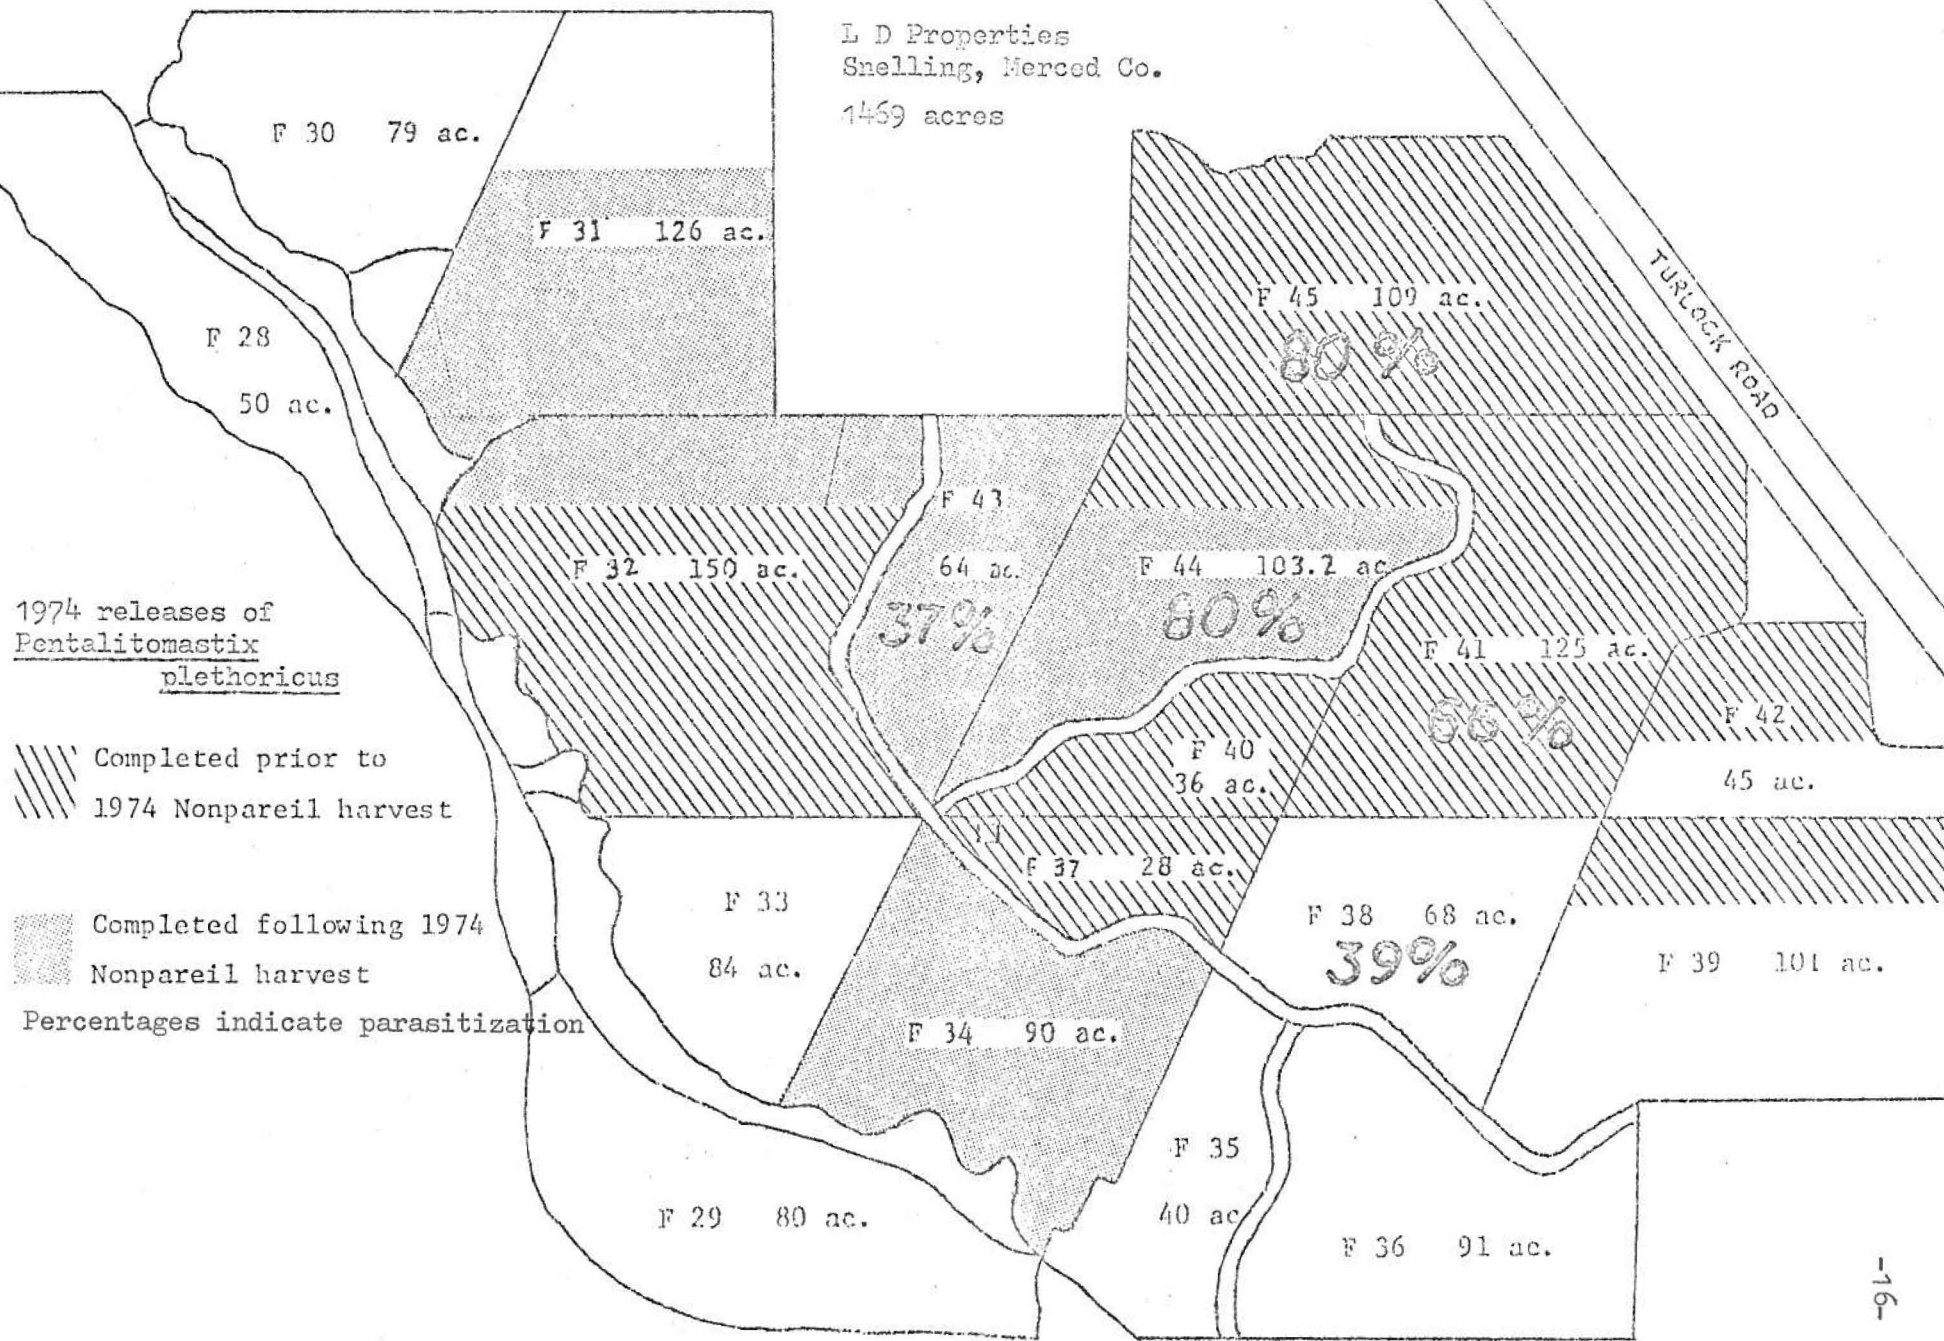 L D Properties
Snelling, Merced Co.
1469 acres
F 30 79 ac.
F 31 126 ac.
F 45 109 ac.
80 %
TURLOCK ROAD
F 28
50 ac.
F 43
64 ac.
37%
F 32 150 ac.
F 44 103.2 ac
80%
F 41 125 ac.
66 %
F 42
45 ac.
F 40
36 ac.
1974 releases of
Pentalitomastix
plethoricus
Completed prior to
1974 Nonpareil harvest
F 37 28 ac.
F 33
84 ac.
F 38 68 ac.
39%
F 39 101 ac.
Completed following 1974
Nonpareil harvest
Percentages indicate parasitization
F 34 90 ac.
F 35
40 ac
F 29 80 ac.
F 36 91 ac.
-16-